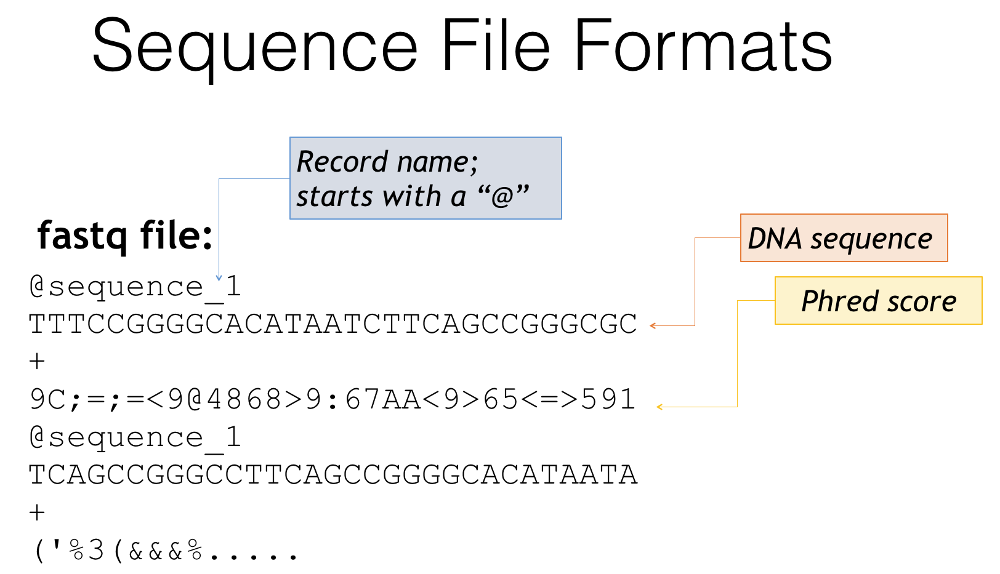 Sequence File Formats
Record name;
starts with a “@”
fastq file:
DNA sequence
Phred score
@sequence_1
TTTCCGGGGCACATAATCTTCAGCCGGGCGC
+
9C;=;=<9@4868>9:67AA<9>65<=>591
@sequence_1
TCAGCCGGGCCTTCAGCCGGGGCACATAATA
+
('%3(&&&%.....